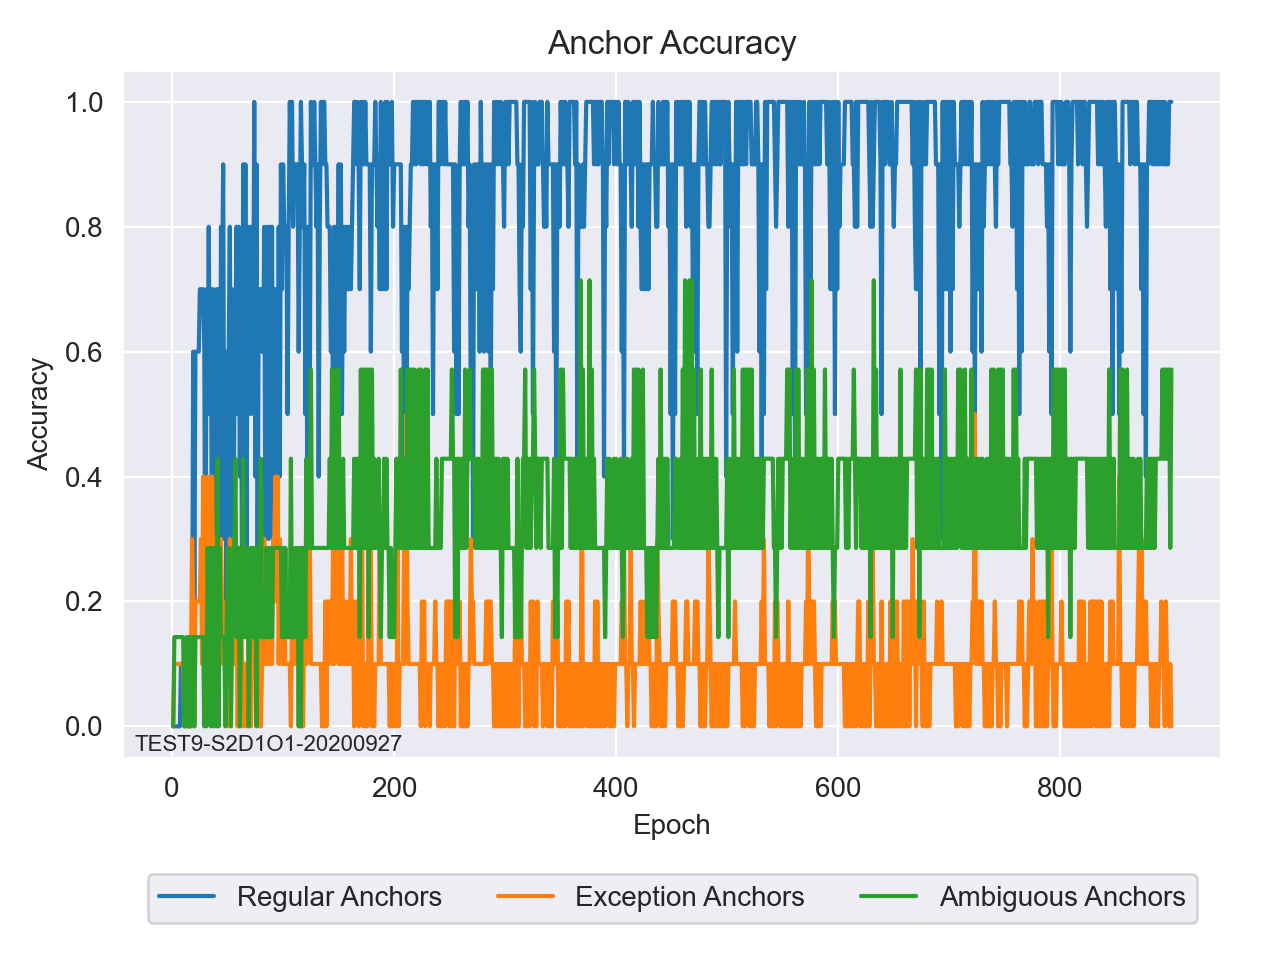 Anchor Accuracy
1.0
0.8
0.6
0.4
0.2
0.0
Accuracy
TEST9-S2D1O1-20200927
0 200 400 600 800
Epoch
Regular Anchors Exception Anchors Ambiguous Anchors